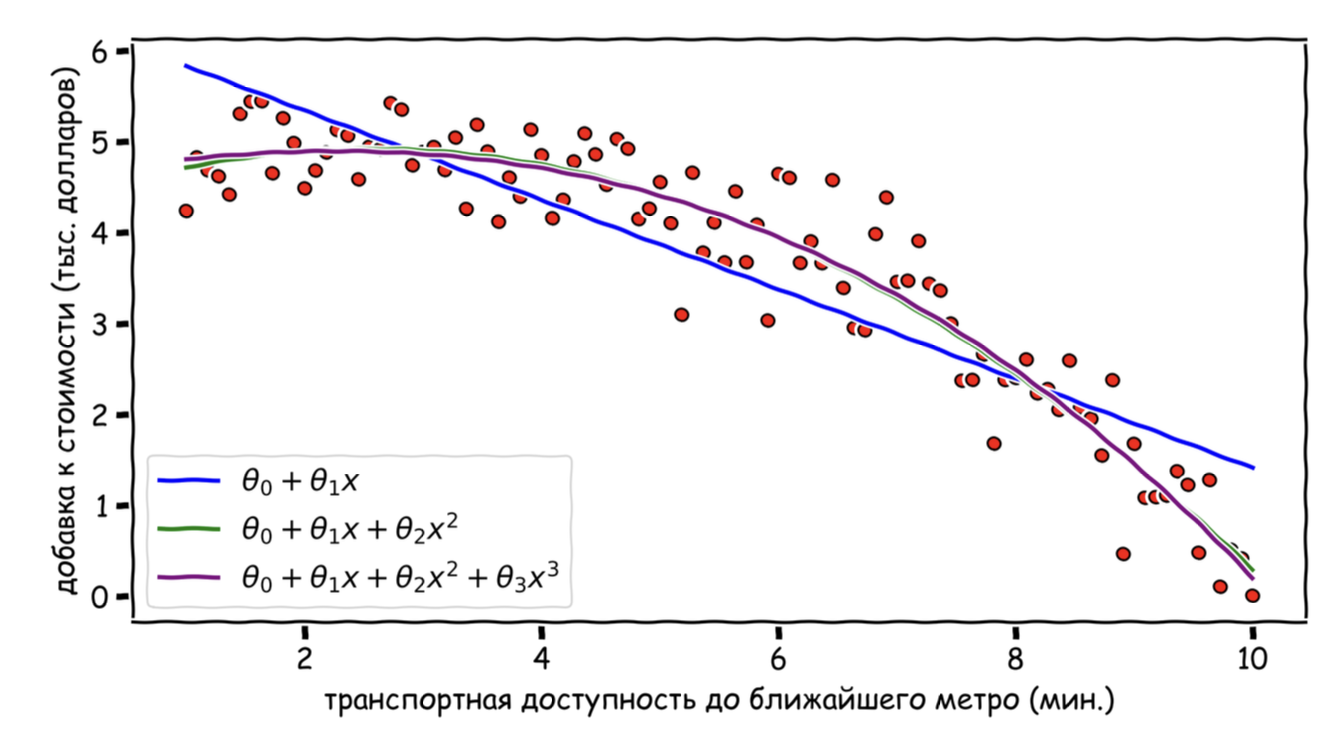 добавка к стоимости (тыс. доллларов)
6
5
4
3
2
1
0
θ₀ + θ₁x
θ₀ + θ₁x + θ₂x²
θ₀ + θ₁x + θ₂x² + θ₃x³
2 4 6 8 10
транспортная доступность до ближайшего метро (мин.)